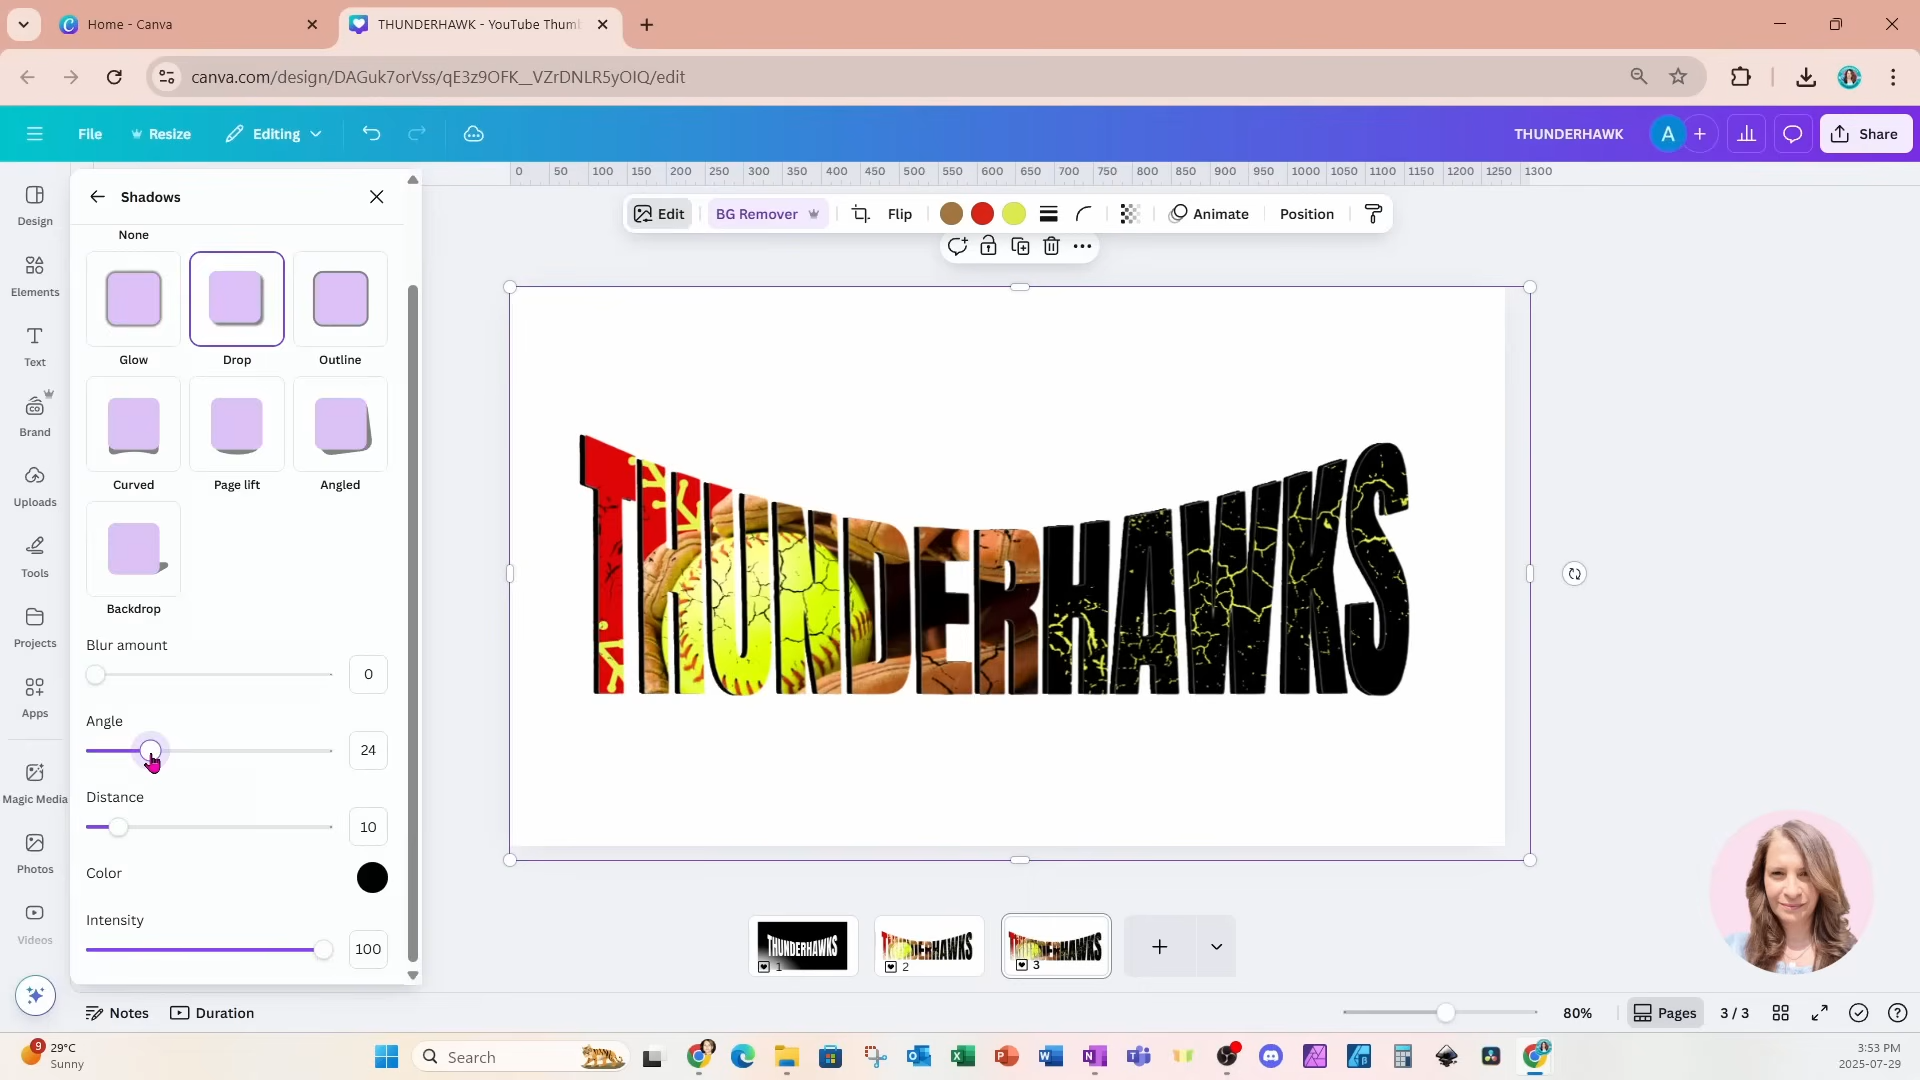 Home - Canva
THUNDERHAWK - YouTube Thum
canva.com/design/DAGuk7orVss/qE3z9OFK__VZrDNLR5yOIQ/edit
File
Resize
Editing
THUNDERHAWK
A
Share
0 50 100 150 200 250 300 350 400 450 500 550 600 650 700 750 800 850 900 950 1000 1050 1100 1150 1200 1250 1300
Design
Elements
Text
Brand
Uploads
Tools
Projects
Apps
Magic Media
Photos
Videos
Shadows
None
Glow
Drop
Outline
Curved
Page lift
Angled
Backdrop
Blur amount
0
Angle
24
Distance
10
Color
Intensity
100
Edit
BG Remover
Flip
Animate
Position
THUNDERHAWKS
THUNDERHAWKS
1
THUNDERHAWKS
2
THUNDERHAWKS
3
Notes
Duration
80%
Pages
3 / 3
9
29°C
Sunny
Search
3:53 PM
2025-07-29